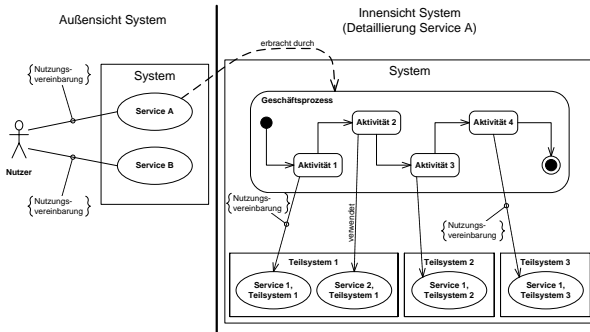 Außensicht System
Innensicht System
(Detaillierung Service A)
erbracht durch
Nutzungs-
vereinbarung
System
Service A
Service B
Nutzer
Nutzungs-
vereinbarung
System
Geschäftsprozess
Aktivität 1
Aktivität 2
Aktivität 3
Aktivität 4
Nutzungs-
vereinbarung
verwendet
Nutzungs-
vereinbarung
Teilsystem 1
Service 1,
Teilsystem 1
Service 2,
Teilsystem 1
Teilsystem 2
Service 1,
Teilsystem 2
Teilsystem 3
Service 1,
Teilsystem 3